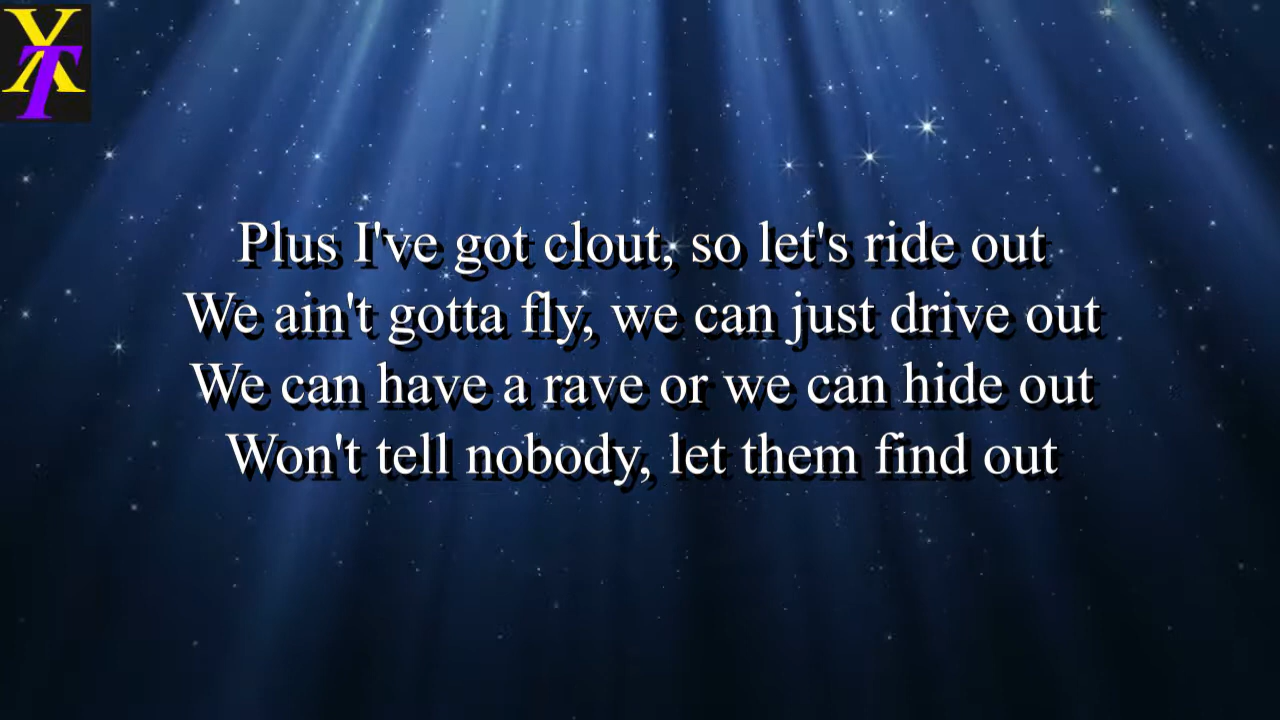 XT
Plus I've got clout, so let's ride out
We ain't gotta fly, we can just drive out
We can have a rave or we can hide out
Won't tell nobody, let them find out